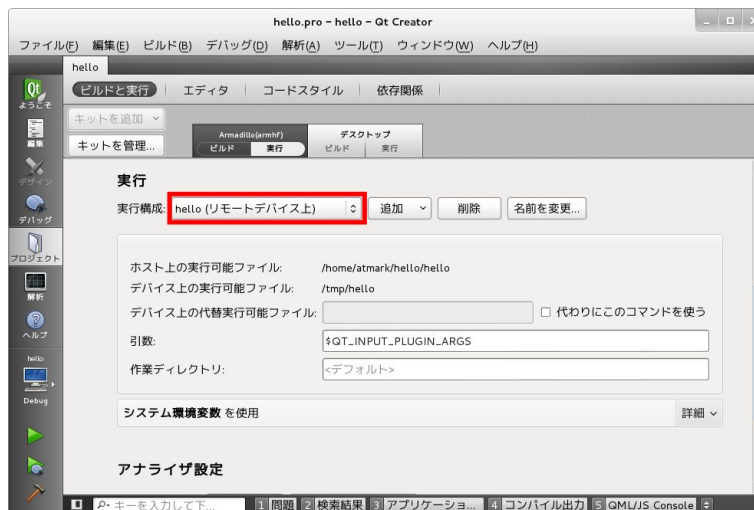 hello.pro - hello - Qt Creator
ファイル(F) 編集(E) ビルド(B) デバッグ(D) 解析(A) ツール(T) ウィンドウ(W) ヘルプ(H)
hello
Qt
ようこそ
ビルドと実行 エディタ コードスタイル 依存関係
編集
キットを追加
キットを管理...
Armadillo(armhf)
ビルド 実行
デスクトップ
ビルド 実行
デザイン
実行
デバッグ
実行構成: hello (リモートデバイス上) 追加 削除 名前を変更...
プロジェクト
ホスト上の実行可能ファイル: /home/atmark/hello/hello
デバイス上の実行可能ファイル: /tmp/hello
解析
デバイス上の代替実行可能ファイル: 代わりにこのコマンドを使う
ヘルプ
引数: $QT_INPUT_PLUGIN_ARGS
作業ディレクトリ: <デフォルト>
hello
Debug
システム環境変数 を使用 詳細
アナライザ設定
キーを入力して下... 1 問題 2 検索結果 3 アプリケーショ... 4 コンパイル出力 5 QML/JS Console